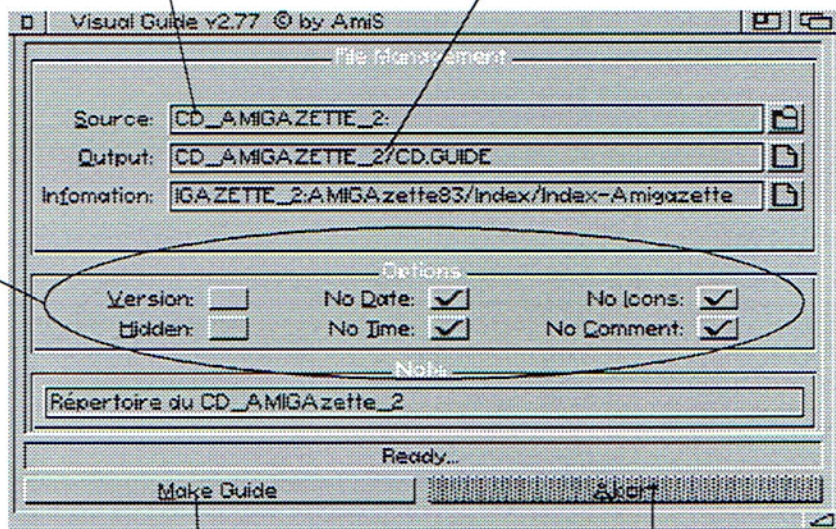 Visual Guide v2.77 © by AmiS
File Management
Source: CD_AMIGAZETTE_2:
Output: CD_AMIGAZETTE_2/CD.GUIDE
Infomation: IGAZETTE_2:AMIGAzette83/Index/Index-Amigazette
Options
Version: No Date: No Icons:
Hidden: No Time: No Comment:
Note
Répertoire du CD_AMIGAzette_2
Ready...
Make Guide Abort